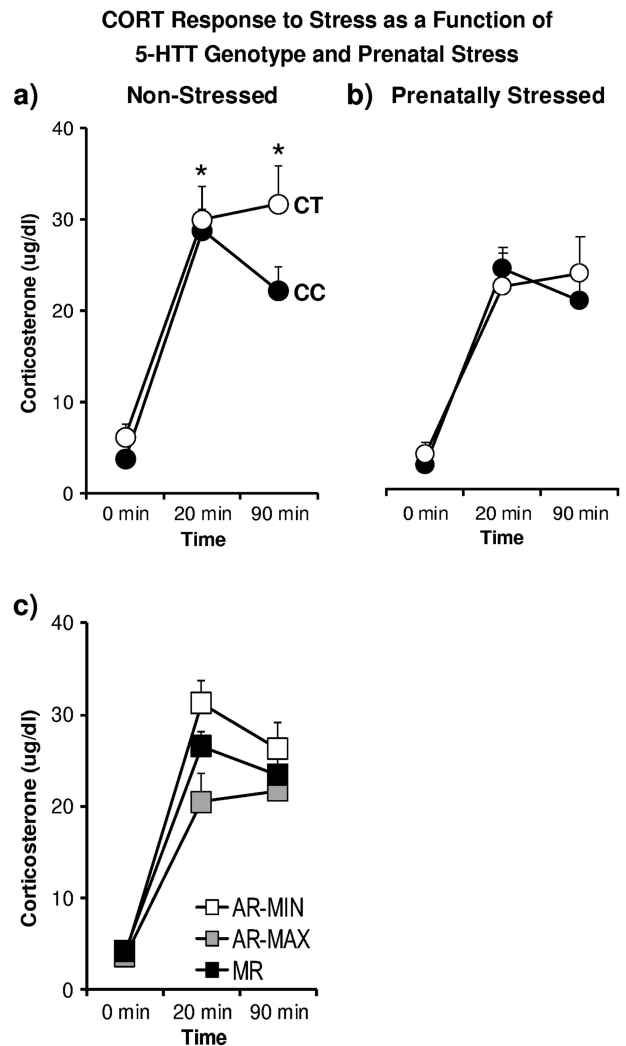 CORT Response to Stress as a Function of
5-HTT Genotype and Prenatal Stress
a) Non-Stressed
b) Prenatally Stressed
Corticosterone (ug/dl)
40
30
20
10
0
* *
CT
CC
0 min 20 min 90 min
Time
0 min 20 min 90 min
Time
c)
Corticosterone (ug/dl)
40
30
20
10
0
AR-MIN
AR-MAX
MR
0 min 20 min 90 min
Time